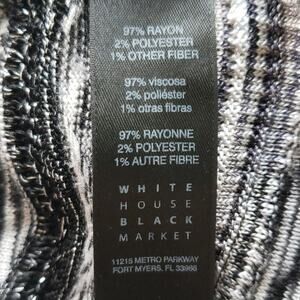 97% RAYON
2% POLYESTER
1% OTHER FIBER
97% viscosa
2% poliéster
1% otras fibras
97% RAYONNE
2% POLYESTER
1% AUTRE FIBRE
WHITE
HOUSE
BLACK
MARKET
11215 METRO PARKWAY
FORT MYERS, FL 33966